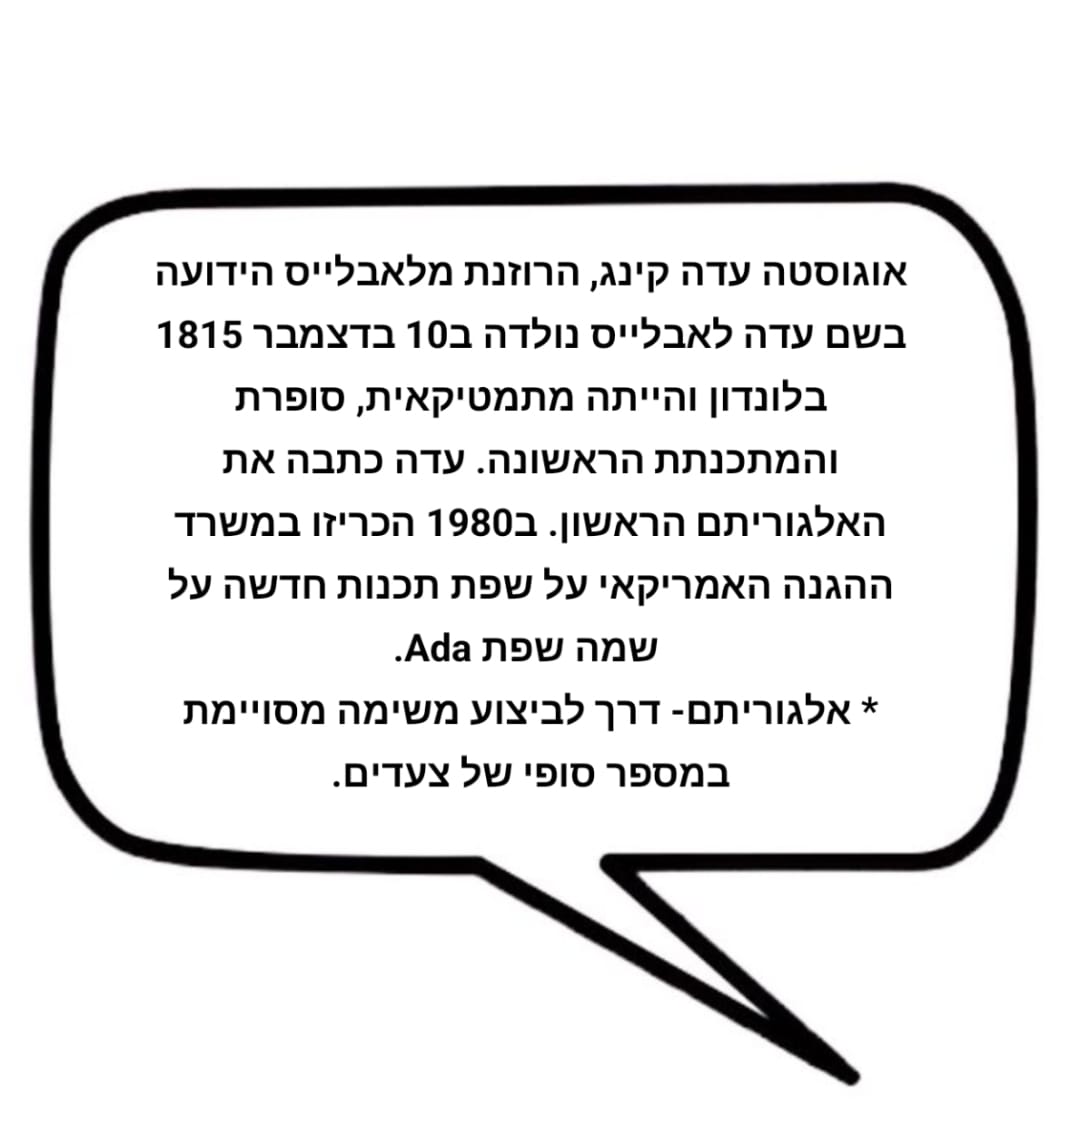 אוגוסטה עדה קינג, הרוזנת מלאבלייס הידועה
בשם עדה לאבלייס נולדה ב10 בדצמבר 1815
בלונדון והייתה מתמטיקאית, סופרת
והמתכנתת הראשונה. עדה כתבה את
האלגוריתם הראשון. ב1980 הכריזו במשרד
ההגנה האמריקאי על שפת תכנות חדשה על
שמה שפת Ada.
* אלגוריתם- דרך לביצוע משימה מסויימת
במספר סופי של צעדים.